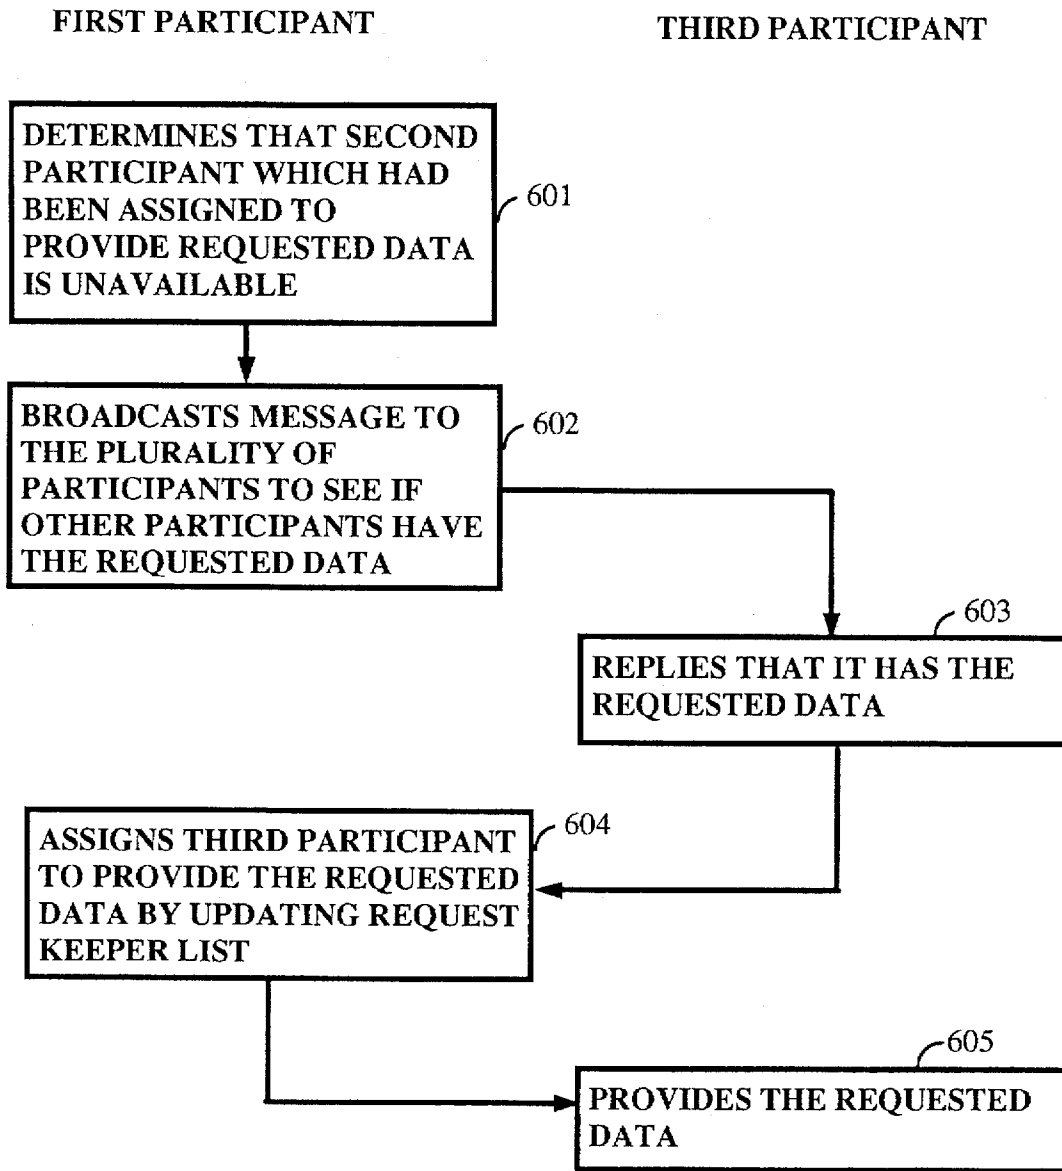 FIRST PARTICIPANT
THIRD PARTICIPANT
DETERMINES THAT SECOND
PARTICIPANT WHICH HAD
BEEN ASSIGNED TO
PROVIDE REQUESTED DATA
IS UNAVAILABLE
601
BROADCASTS MESSAGE TO
THE PLURALITY OF
PARTICIPANTS TO SEE IF
OTHER PARTICIPANTS HAVE
THE REQUESTED DATA
602
603
REPLIES THAT IT HAS THE
REQUESTED DATA
604
ASSIGNS THIRD PARTICIPANT
TO PROVIDE THE REQUESTED
DATA BY UPDATING REQUEST
KEEPER LIST
605
PROVIDES THE REQUESTED
DATA